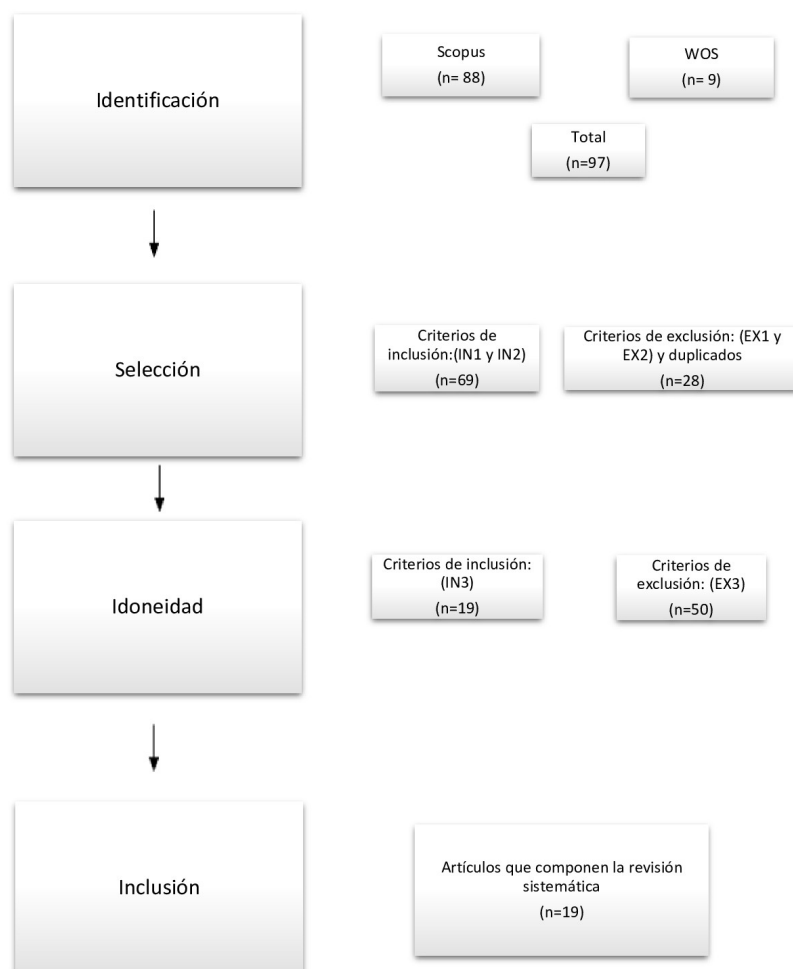 Identificación
Scopus
(n= 88)
WOS
(n= 9)
Total
(n=97)
Selección
Criterios de
inclusión:(IN1 y IN2)
(n=69)
Criterios de exclusión: (EX1 y
EX2) y duplicados
(n=28)
Idoneidad
Criterios de inclusión:
(IN3)
(n=19)
Criterios de
exclusión: (EX3)
(n=50)
Inclusión
Artículos que componen la revisión
sistemática
(n=19)